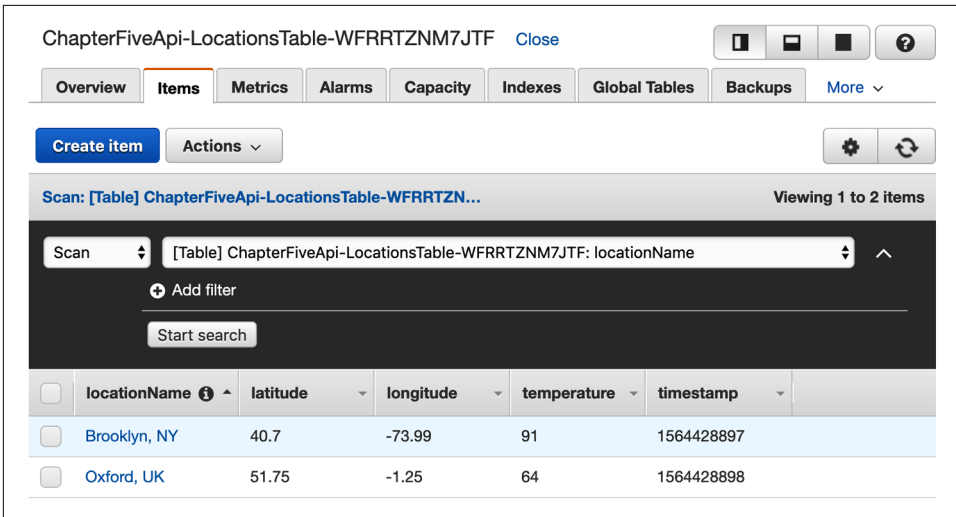 ChapterFiveApi-LocationsTable-WFRRTZNM7JTF Close
Overview Items Metrics Alarms Capacity Indexes Global Tables Backups More
Create item Actions
Scan: [Table] ChapterFiveApi-LocationsTable-WFRRTZN... Viewing 1 to 2 items
Scan [Table] ChapterFiveApi-LocationsTable-WFRRTZNM7JTF: locationName
Add filter
Start search
locationName latitude longitude temperature timestamp
Brooklyn, NY 40.7 -73.99 91 1564428897
Oxford, UK 51.75 -1.25 64 1564428898